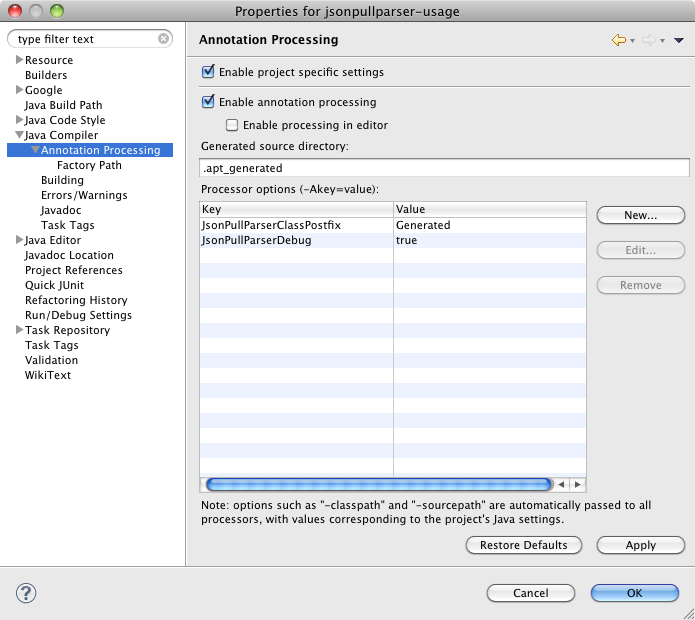 Properties for jsonpullparser-usage
type filter text
Resource
Builders
Google
Java Build Path
Java Code Style
Java Compiler
Annotation Processing
Factory Path
Building
Errors/Warnings
Javadoc
Task Tags
Java Editor
Javadoc Location
Project References
Quick JUnit
Refactoring History
Run/Debug Settings
Task Repository
Task Tags
Validation
WikiText
Annotation Processing
Enable project specific settings
Enable annotation processing
Enable processing in editor
Generated source directory:
.apt_generated
Processor options (-Akey=value):
Key Value
JsonPullParserClassPostfix Generated
JsonPullParserDebug true
New...
Edit...
Remove
Note: options such as "-classpath" and "-sourcepath" are automatically passed to all
processors, with values corresponding to the project's Java settings.
Restore Defaults Apply
? Cancel OK